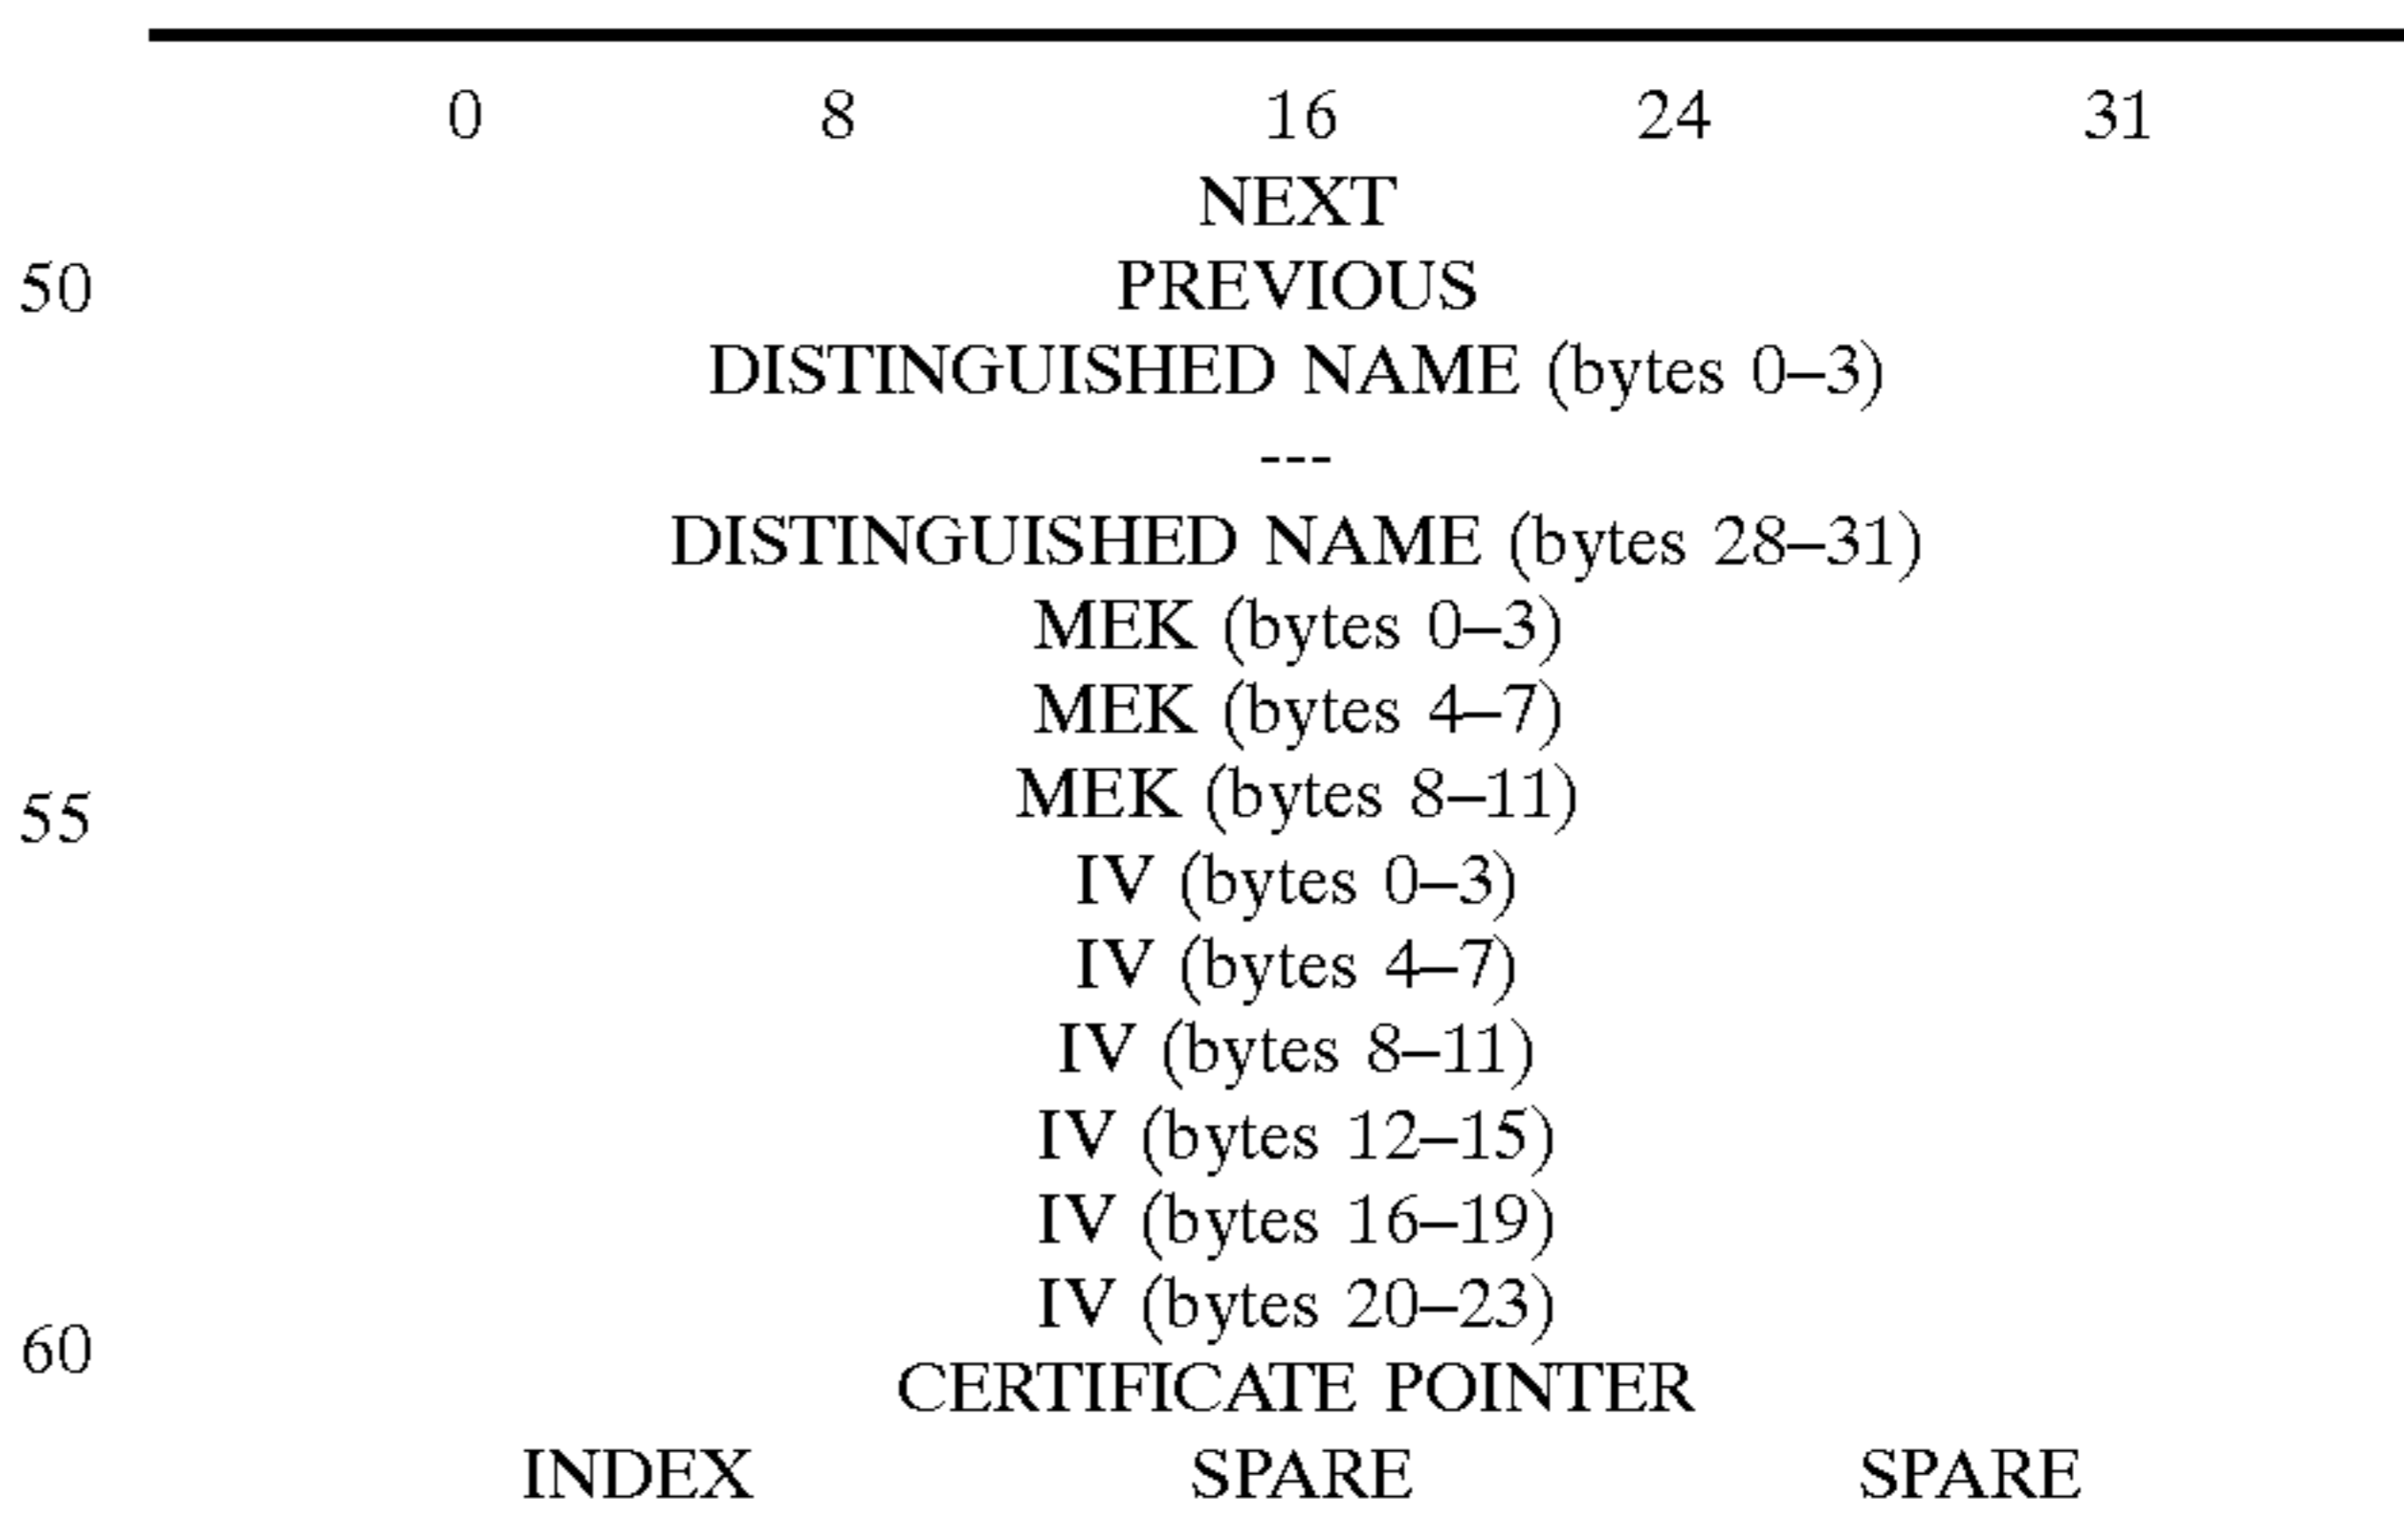 0 8 16 24 31
NEXT
50 PREVIOUS
DISTINGUISHED NAME (bytes 0–3)
---
DISTINGUISHED NAME (bytes 28–31)
MEK (bytes 0–3)
MEK (bytes 4–7)
55 MEK (bytes 8–11)
IV (bytes 0–3)
IV (bytes 4–7)
IV (bytes 8–11)
IV (bytes 12–15)
IV (bytes 16–19)
IV (bytes 20–23)
60 CERTIFICATE POINTER
INDEX SPARE SPARE